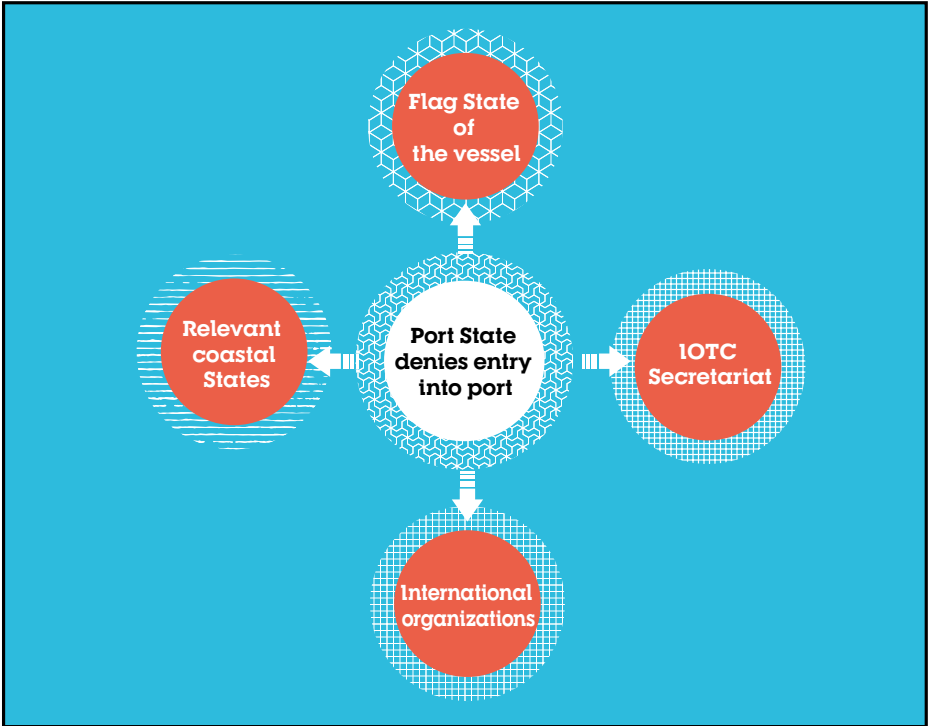 Flag State
of
the vessel
Relevant
coastal
States
Port State
denies entry
into port
IOTC
Secretariat
International
organizations